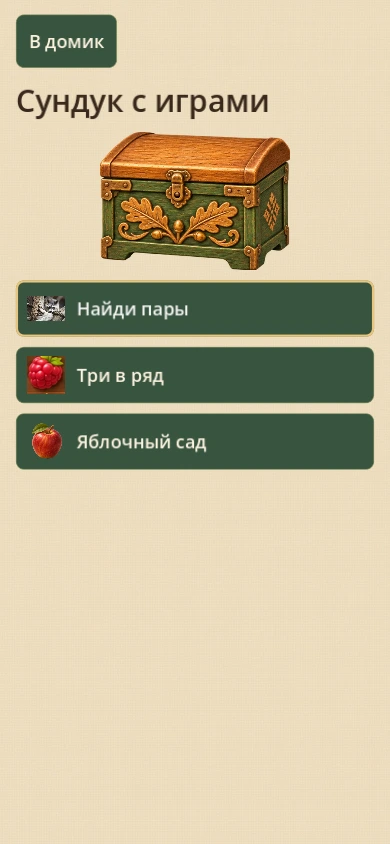 В домик
Сундук с играми
Найди пары
Три в ряд
Яблочный сад